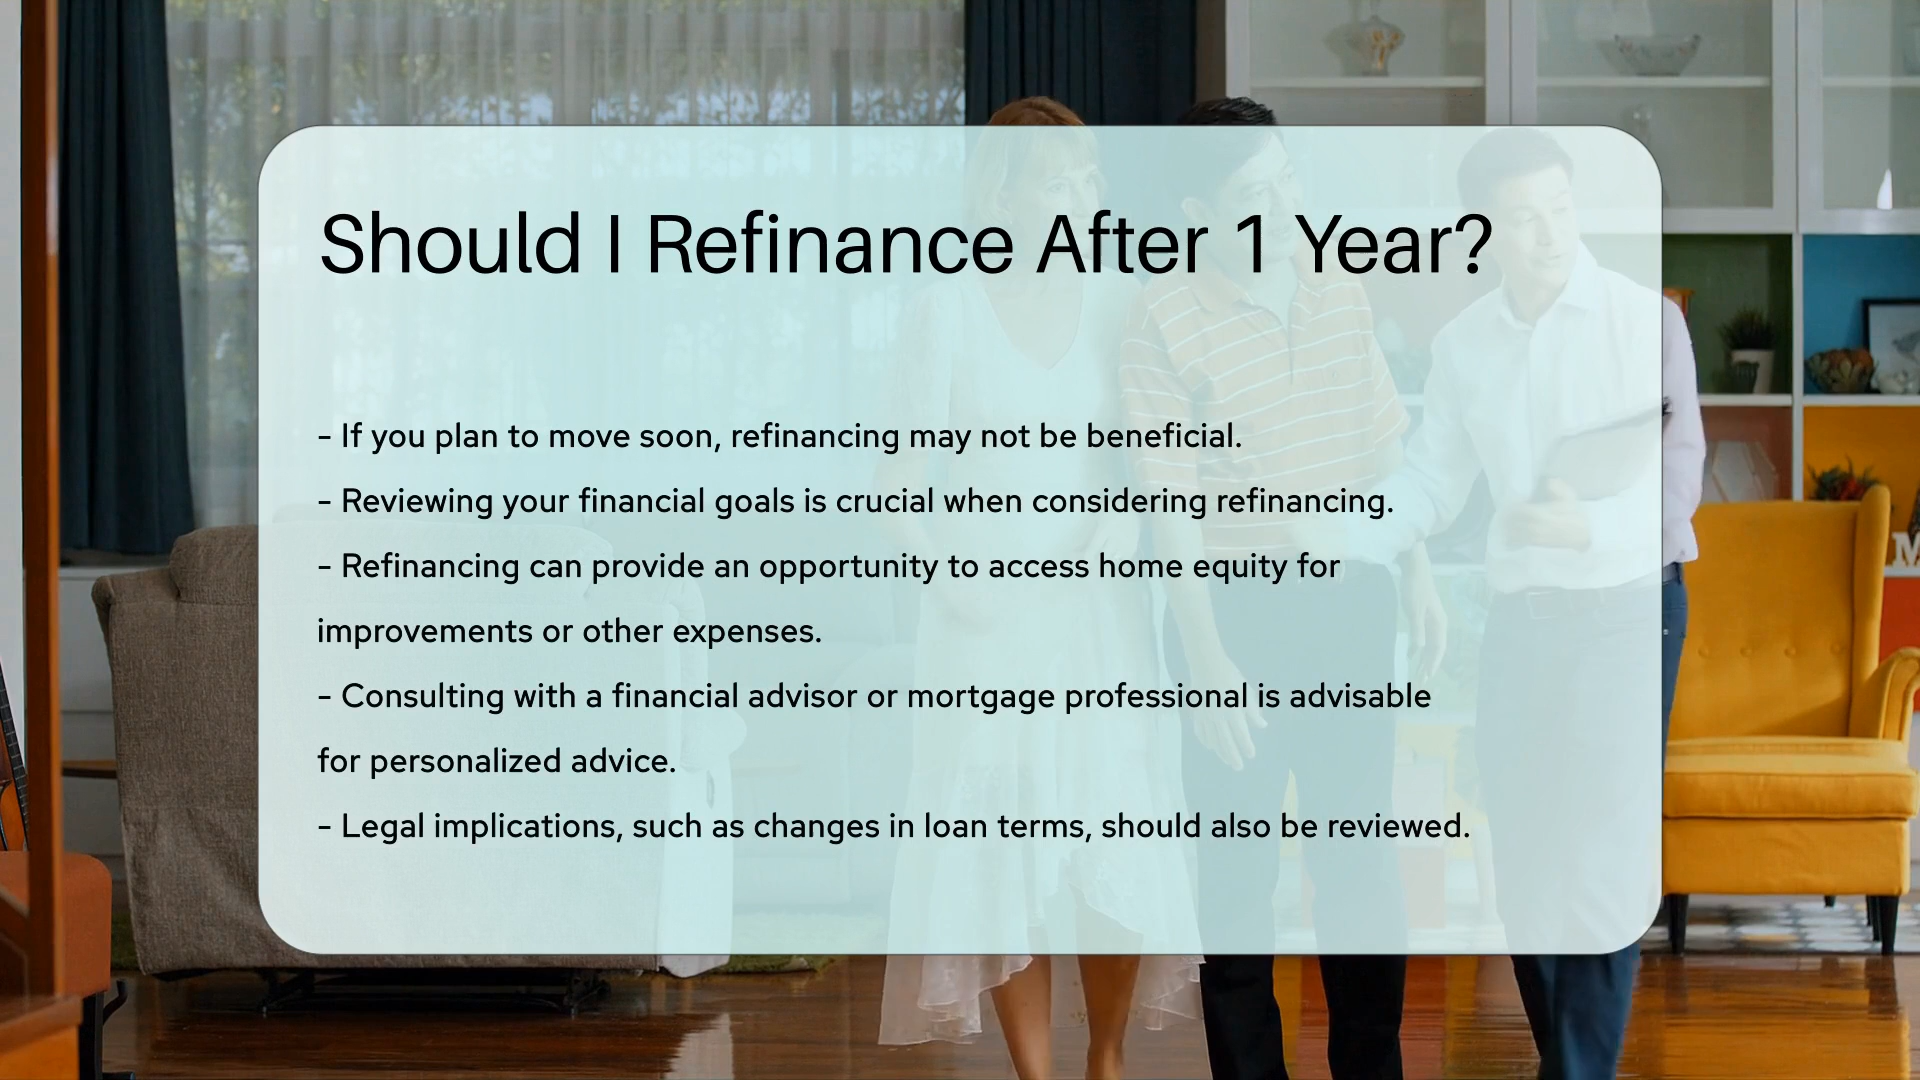 Should I Refinance After 1 Year?
- If you plan to move soon, refinancing may not be beneficial.
- Reviewing your financial goals is crucial when considering refinancing.
- Refinancing can provide an opportunity to access home equity for
improvements or other expenses.
- Consulting with a financial advisor or mortgage professional is advisable
for personalized advice.
- Legal implications, such as changes in loan terms, should also be reviewed.